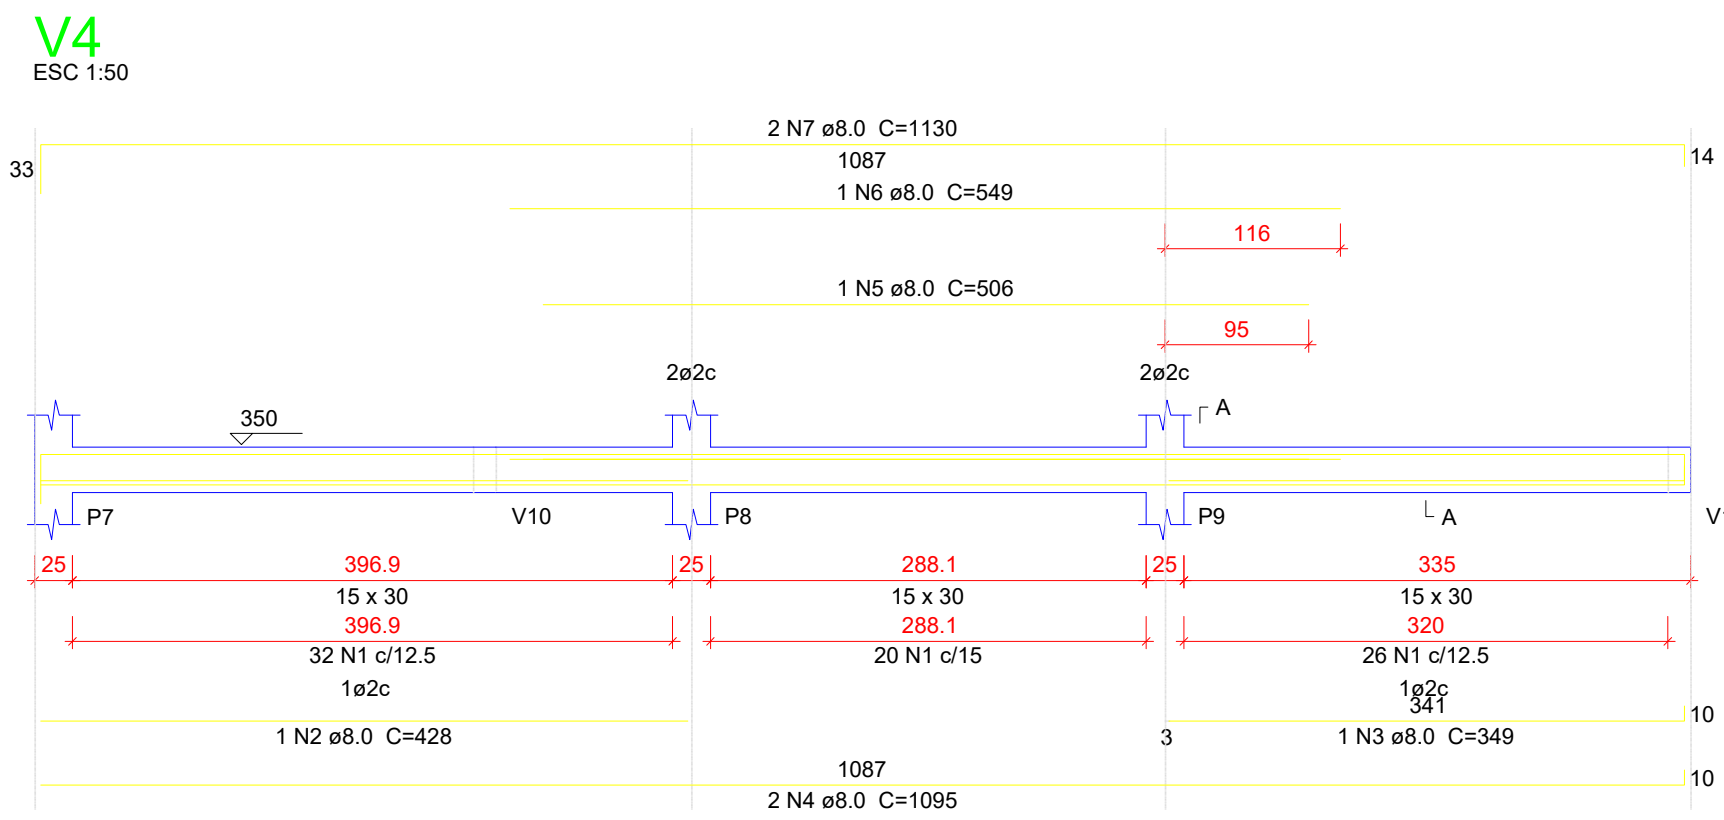 V4
ESC 1:50
2 N7 ø8.0 C=1130
33
1087
14
1 N6 ø8.0 C=549
116
1 N5 ø8.0 C=506
95
2ø2c
2ø2c
350
A
P7
V10
P8
P9
A
25
396.9
25
288.1
25
335
15 x 30
15 x 30
15 x 30
396.9
288.1
320
32 N1 c/12.5
20 N1 c/15
26 N1 c/12.5
1ø2c
1ø2c
341
10
1 N2 ø8.0 C=428
3
1 N3 ø8.0 C=349
1087
10
2 N4 ø8.0 C=1095